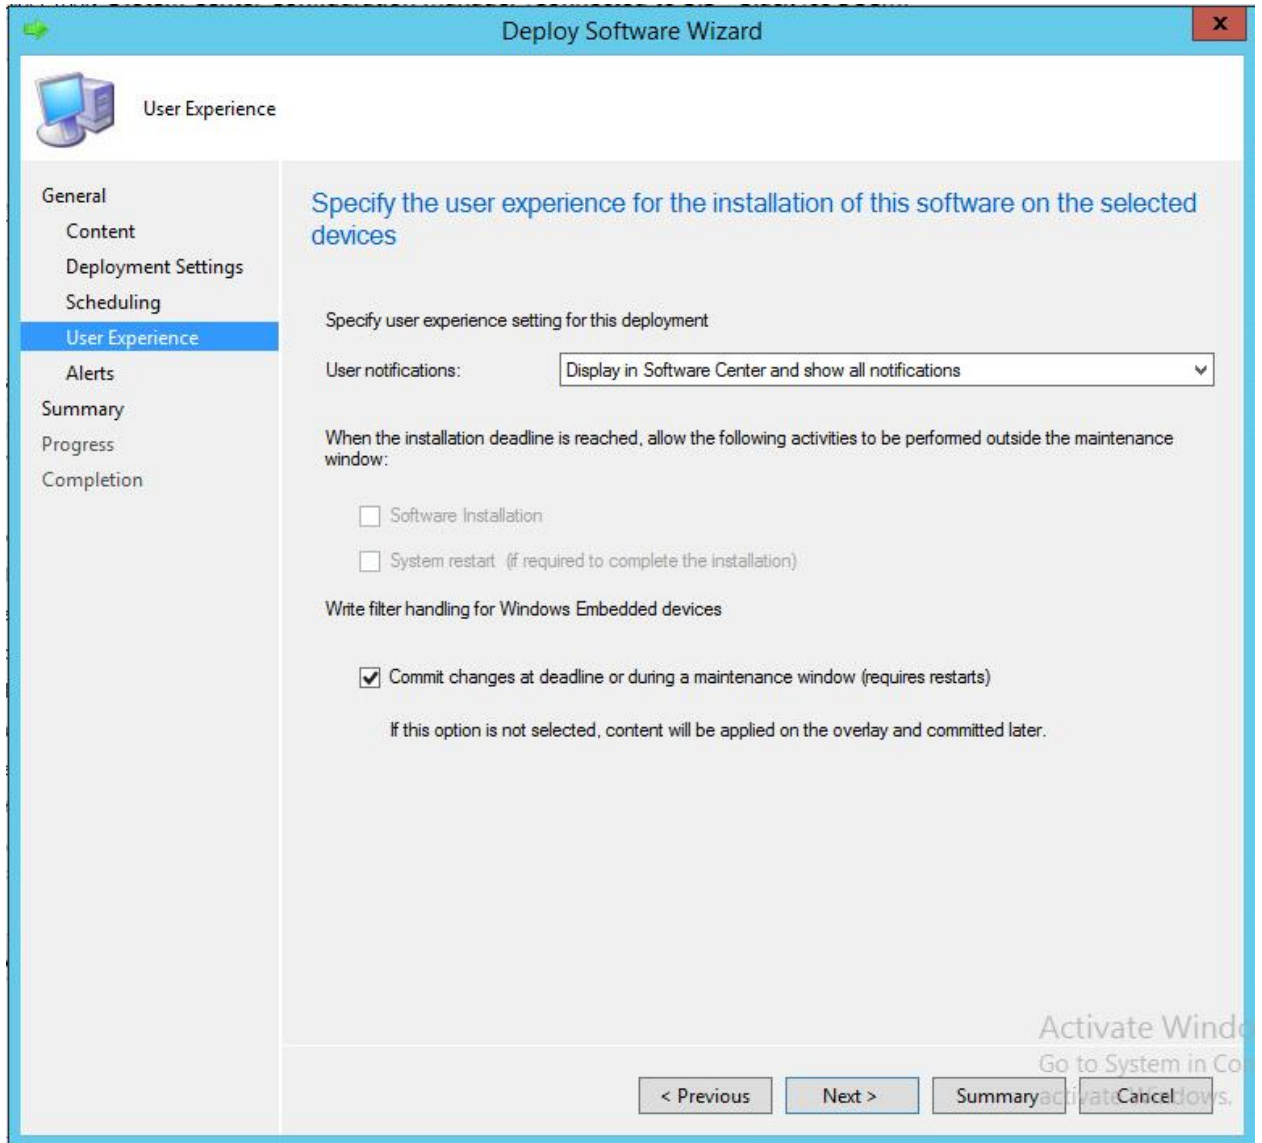 Deploy Software Wizard
X
User Experience
General
Content
Deployment Settings
Scheduling
User Experience
Alerts
Summary
Progress
Completion
Specify the user experience for the installation of this software on the selected
devices
Specify user experience setting for this deployment
User notifications: Display in Software Center and show all notifications
When the installation deadline is reached, allow the following activities to be performed outside the maintenance
window:
Software Installation
System restart (if required to complete the installation)
Write filter handling for Windows Embedded devices
Commit changes at deadline or during a maintenance window (requires restarts)
If this option is not selected, content will be applied on the overlay and committed later.
Activate Windo
Go to System in Co
activate Windows.
< Previous Next > Summary Cancel